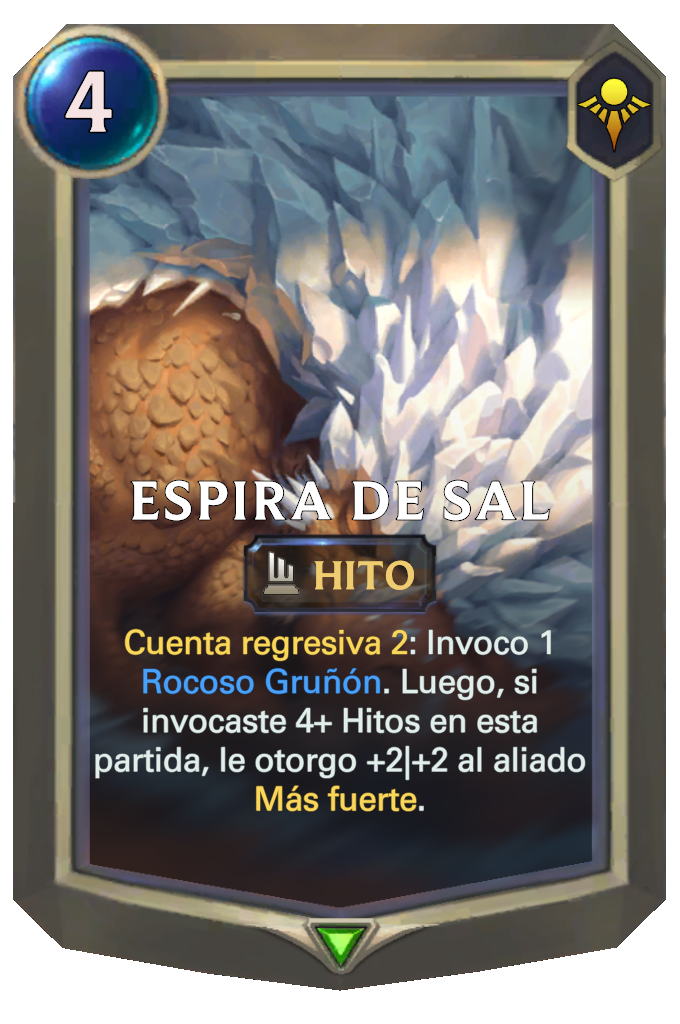 4
ESPIRA DE SAL
HITO
Cuenta regresiva 2: Invoco 1
Rocoso Gruñón. Luego, si
invocaste 4+ Hitos en esta
partida, le otorgo +2|+2 al aliado
Más fuerte.